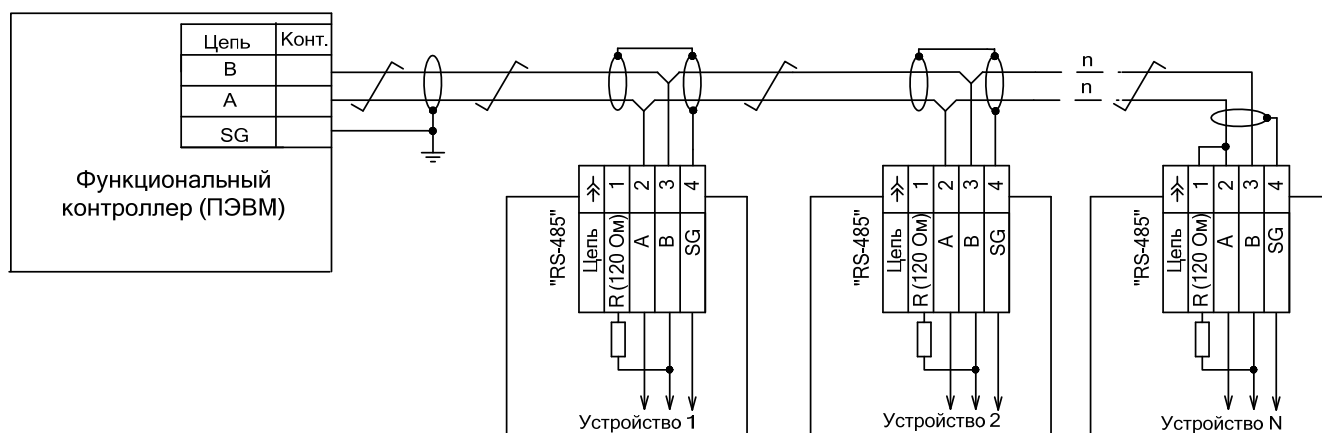 Цепь Конт.
B
A
SG
Функциональный
контроллер (ПЭВМ)
n
n
"RS-485"
Цепь
1
R (120 Ом)
2
A
3
B
4
SG
Устройство 1
"RS-485"
Цепь
1
R (120 Ом)
2
A
3
B
4
SG
Устройство 2
"RS-485"
Цепь
1
R (120 Ом)
2
A
3
B
4
SG
Устройство N